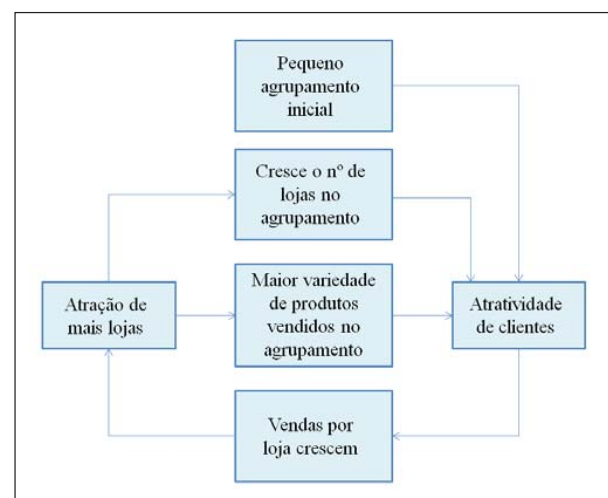 Pequeno
agrupamento
inicial
Cresce o nº de
lojas no
agrupamento
Atração de
mais lojas
Maior variedade
de produtos
vendidos no
agrupamento
Atratividade
de clientes
Vendas por
loja crescem